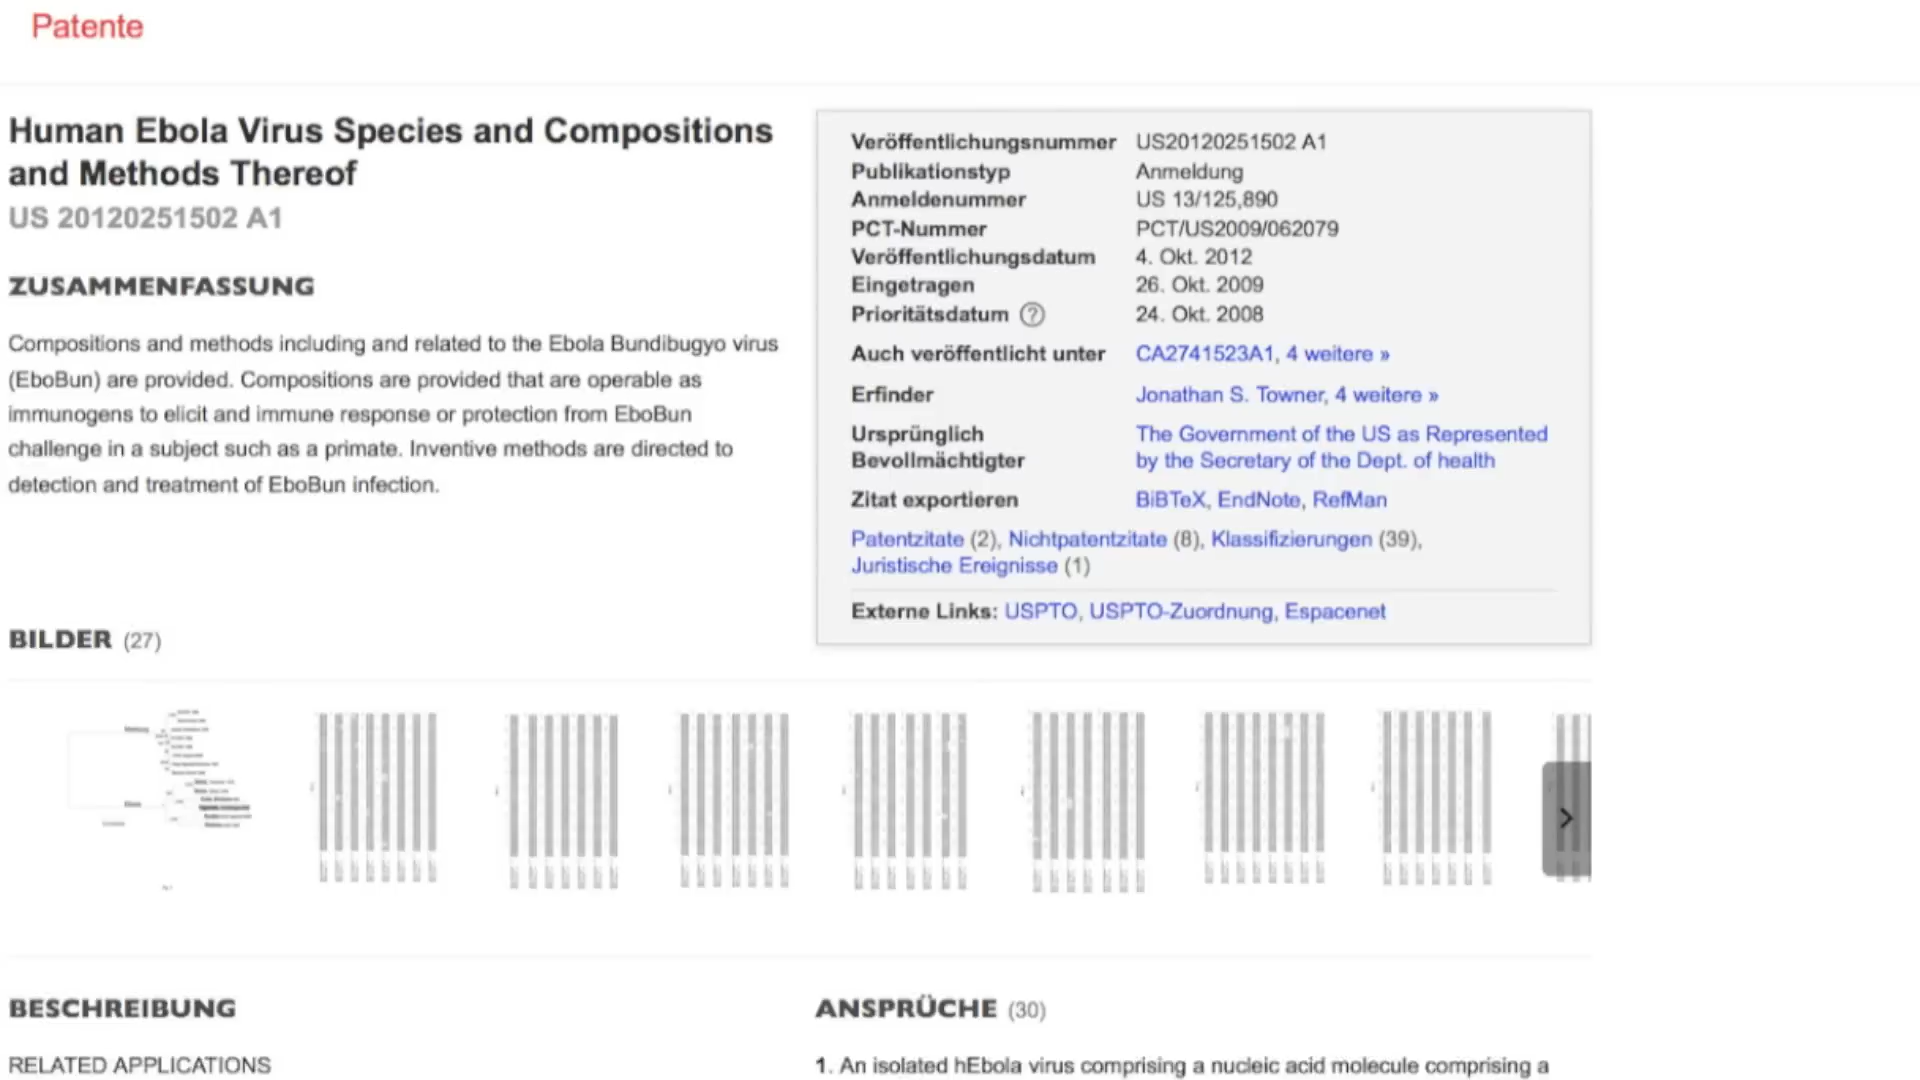 Patente
Human Ebola Virus Species and Compositions
and Methods Thereof
US 20120251502 A1
ZUSAMMENFASSUNG
Compositions and methods including and related to the Ebola Bundibugyo virus
(EboBun) are provided. Compositions are provided that are operable as
immunogens to elicit and immune response or protection from EboBun
challenge in a subject such as a primate. Inventive methods are directed to
detection and treatment of EboBun infection.
Veröffentlichungsnummer US20120251502 A1
Publikationstyp Anmeldung
Anmeldenummer US 13/125,890
PCT-Nummer PCT/US2009/062079
Veröffentlichungsdatum 4. Okt. 2012
Eingetragen 26. Okt. 2009
Prioritätsdatum ? 24. Okt. 2008
Auch veröffentlicht unter CA2741523A1, 4 weitere »
Erfinder Jonathan S. Towner, 4 weitere »
Ursprünglich The Government of the US as Represented
Bevollmächtigter by the Secretary of the Dept. of health
Zitat exportieren BiBTeX, EndNote, RefMan
Patentzitate (2), Nichtpatentzitate (8), Klassifizierungen (39),
Juristische Ereignisse (1)
Externe Links: USPTO, USPTO-Zuordnung, Espacenet
BILDER (27)
BESCHREIBUNG
RELATED APPLICATIONS
ANSPRÜCHE (30)
1. An isolated hEbola virus comprising a nucleic acid molecule comprising a